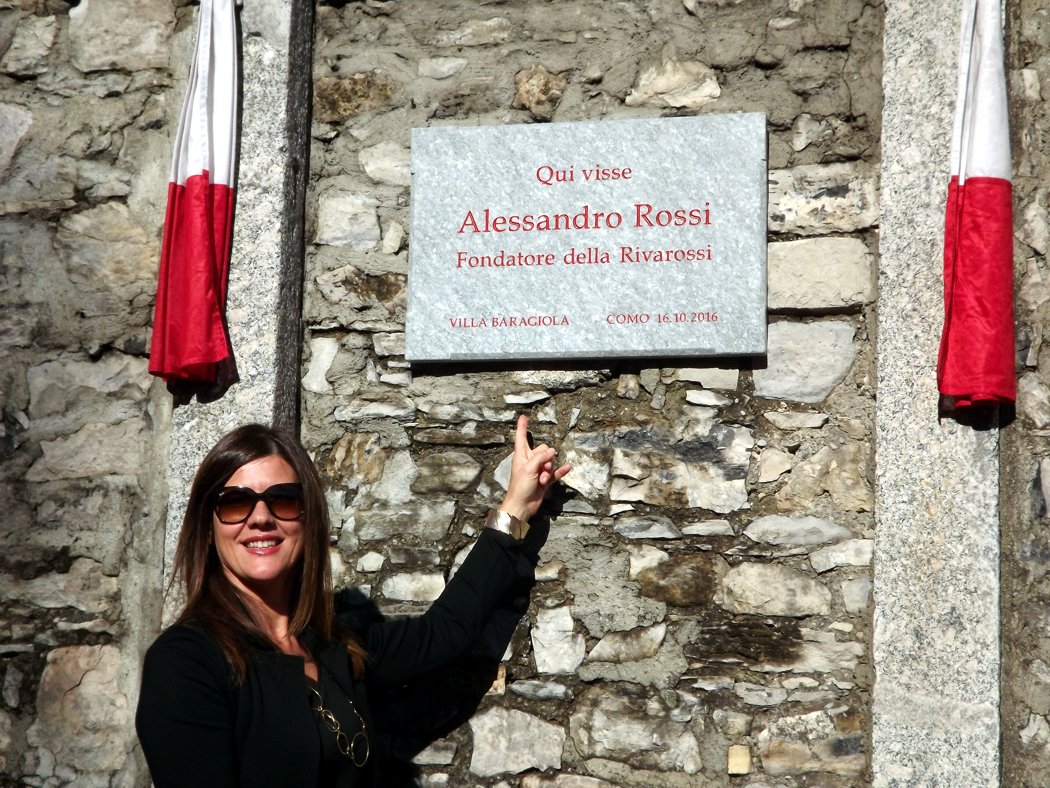 Qui visse
Alessandro Rossi
Fondatore della Rivarossi
VILLA BARAGIOLA COMO 16.10.2016